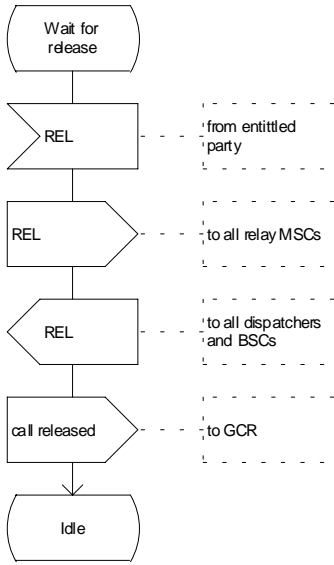 Wait for
release
REL
from entittled
party
REL
to all relay MSCs
REL
to all dispatchers
and BSCs
call released
to GCR
Idle